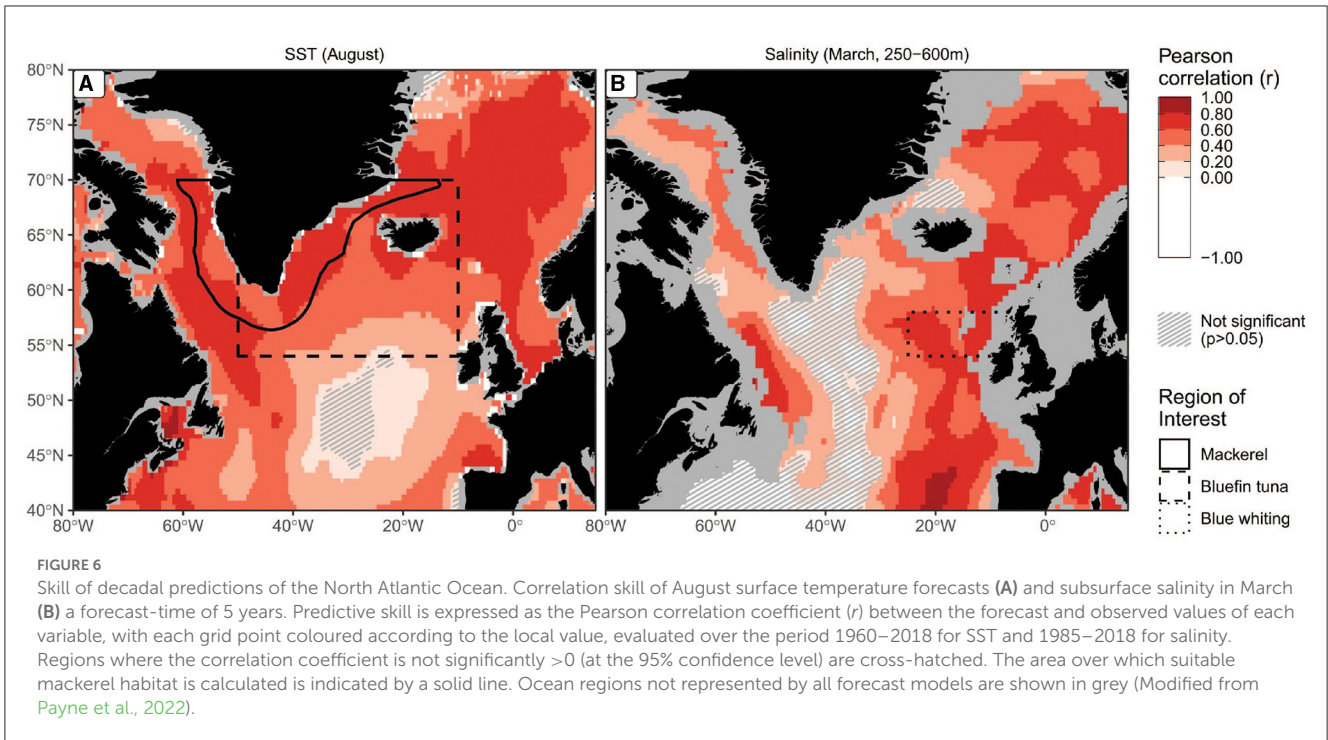 SST (August)
Salinity (March, 250−600m)
A
B
80°N
75°N
70°N
65°N
60°N
55°N
50°N
45°N
40°N
80°W 60°W 40°W 20°W 0° 80°W 60°W 40°W 20°W 0°
Pearson
correlation (r)
1.00
0.80
0.60
0.40
0.20
0.00
−1.00
Not significant
(p>0.05)
Region of
Interest
Mackerel
Bluefin tuna
Blue whiting
FIGURE 6
Skill of decadal predictions of the North Atlantic Ocean. Correlation skill of August surface temperature forecasts (A) and subsurface salinity in March
(B) a forecast-time of 5 years. Predictive skill is expressed as the Pearson correlation coefficient (r) between the forecast and observed values of each
variable, with each grid point coloured according to the local value, evaluated over the period 1960–2018 for SST and 1985–2018 for salinity.
Regions where the correlation coefficient is not significantly >0 (at the 95% confidence level) are cross-hatched. The area over which suitable
mackerel habitat is calculated is indicated by a solid line. Ocean regions not represented by all forecast models are shown in grey (Modified from
Payne et al., 2022).